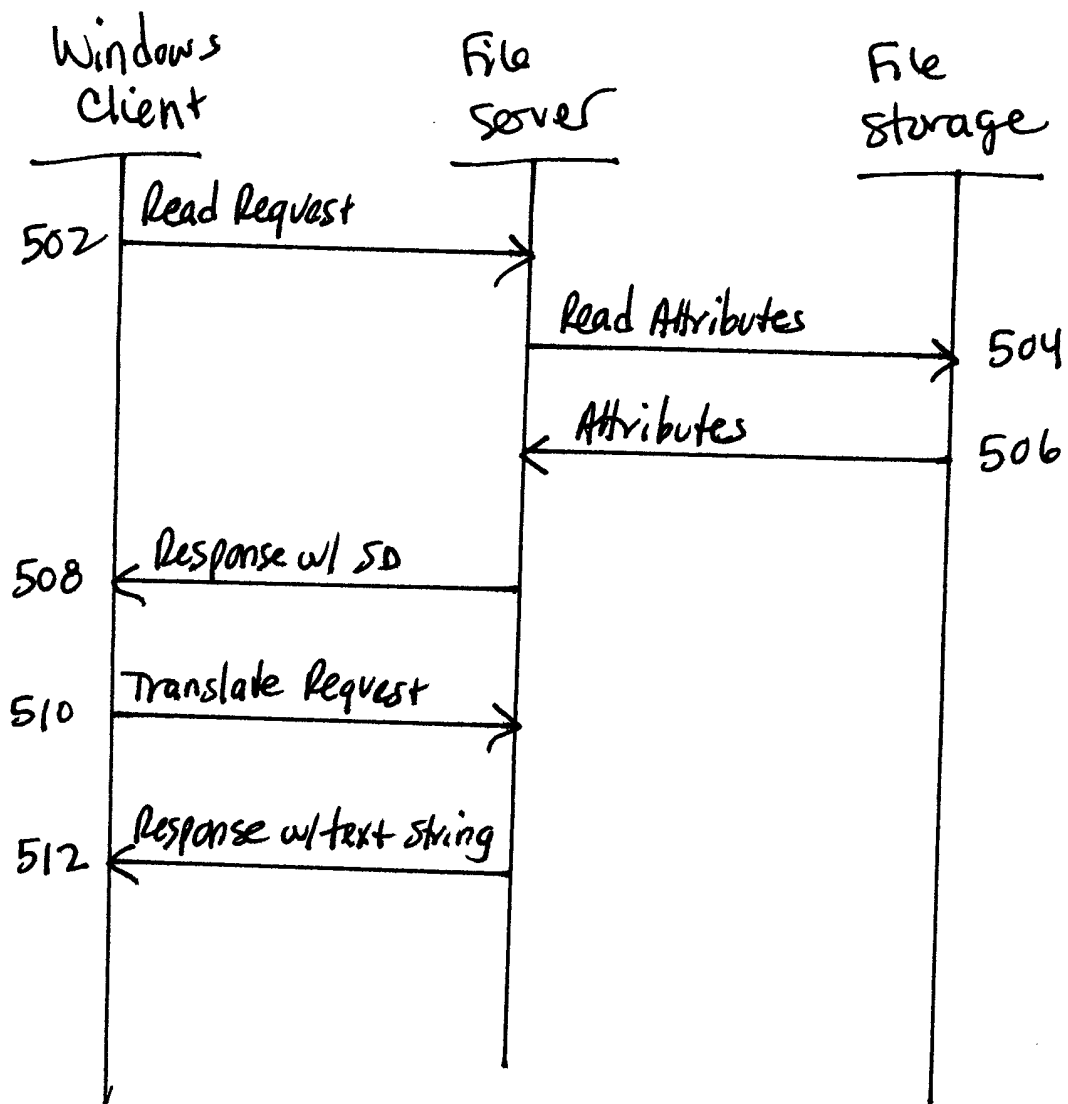 Windows
Client
File
Server
File
Storage
Read Request
502
Read Attributes
504
Attributes
506
Response w/ SD
508
Translate Request
510
Response w/ text string
512